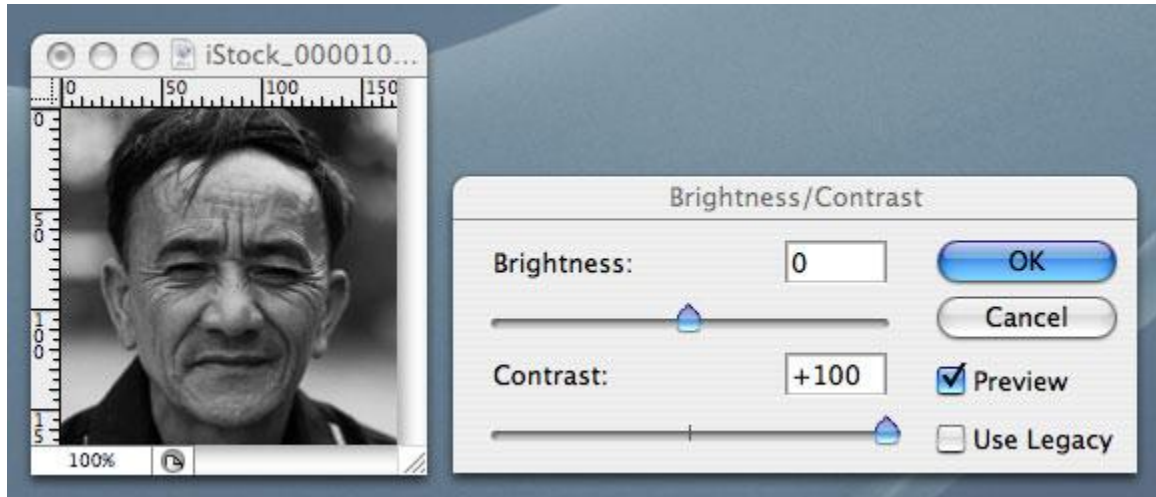 iStock_000010...
0 50 100 150
0
50
100
15
100%
Brightness/Contrast
Brightness: 0
OK
Cancel
Contrast: +100
Preview
Use Legacy